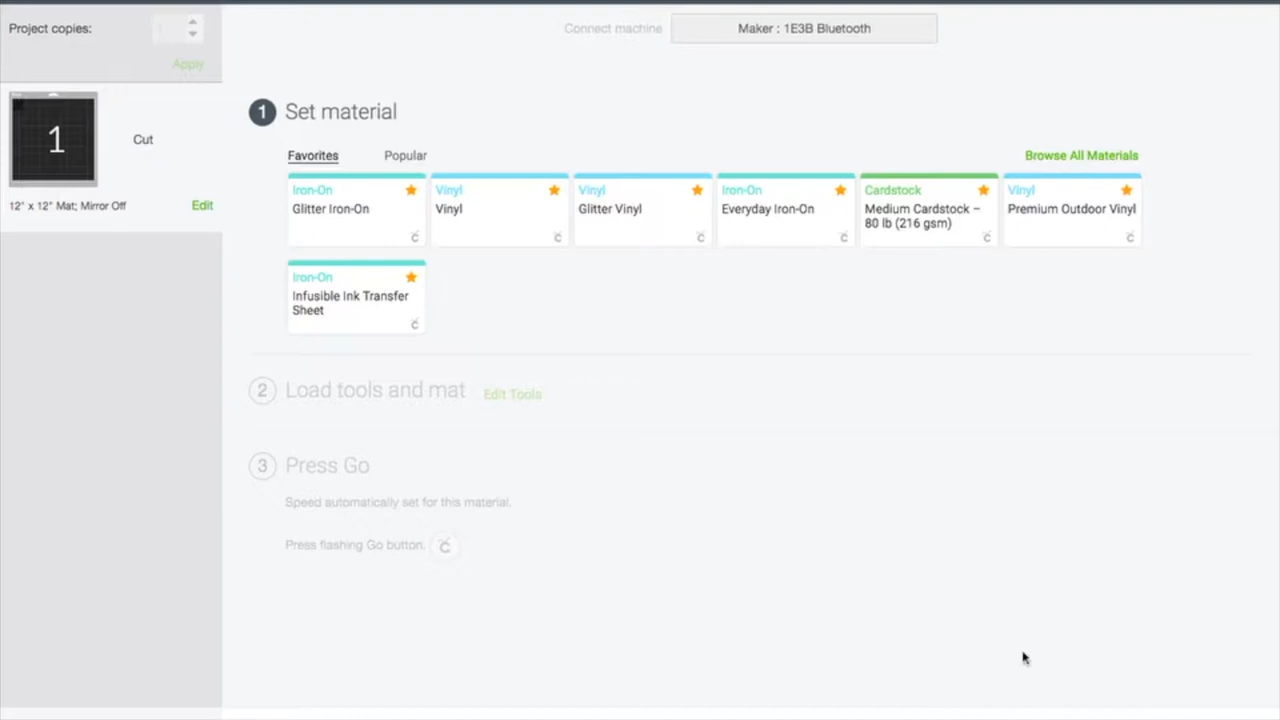 Project copies:
Apply
1
Cut
12" x 12" Mat; Mirror Off
Edit
Connect machine
Maker : 1E3B Bluetooth
1 Set material
Favorites
Popular
Browse All Materials
Iron-On
Glitter Iron-On
Vinyl
Vinyl
Vinyl
Glitter Vinyl
Iron-On
Everyday Iron-On
Cardstock
Medium Cardstock –
80 lb (216 gsm)
Vinyl
Premium Outdoor Vinyl
Iron-On
Infusible Ink Transfer
Sheet
2 Load tools and mat
Edit Tools
3 Press Go
Speed automatically set for this material.
Press flashing Go button.